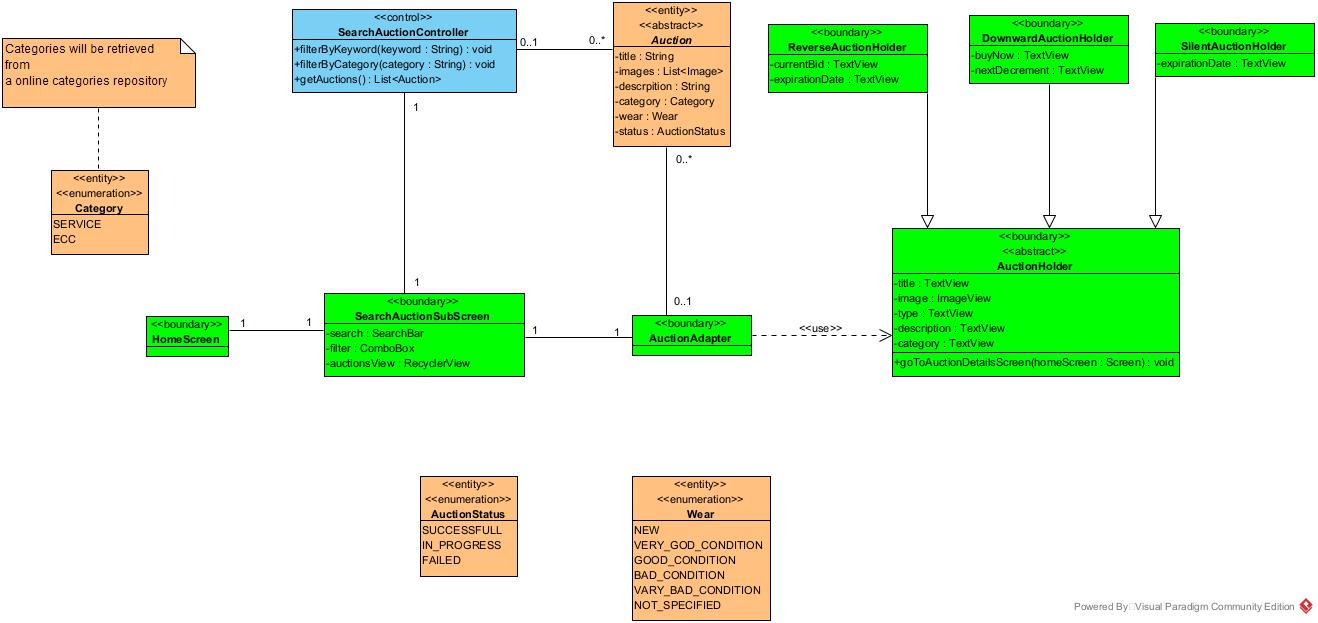 Categories will be retrieved
from
a online categories repository
<<entity>>
<<enumeration>>
Category
SERVICE
ECC
<<control>>
SearchAuctionController
+filterByKeyword(keyword : String) : void
+filterByCategory(category : String) : void
+getAuctions() : List<Auction>
0..1
0..*
<<entity>>
<<abstract>>
Auction
-title : String
-images : List<Image>
-descrpition : String
-category : Category
-wear : Wear
-status : AuctionStatus
<<boundary>>
ReverseAuctionHolder
-currentBid : TextView
-expirationDate : TextView
<<boundary>>
DownwardAuctionHolder
-buyNow : TextView
-nextDecrement : TextView
<<boundary>>
SilentAuctionHolder
-expirationDate : TextView
1
1
0..*
0..1
<<boundary>>
HomeScreen
1
1
<<boundary>>
SearchAuctionSubScreen
-search : SearchBar
-filter : ComboBox
-auctionsView : RecyclerView
1
1
<<boundary>>
AuctionAdapter
<<use>>
<<boundary>>
<<abstract>>
AuctionHolder
-title : TextView
-image : ImageView
-type : TextView
-description : TextView
-category : TextView
+goToAuctionDetailsScreen(homeScreen : Screen) : void
<<entity>>
<<enumeration>>
AuctionStatus
SUCCESSFULL
IN_PROGRESS
FAILED
<<entity>>
<<enumeration>>
Wear
NEW
VERY_GOD_CONDITION
GOOD_CONDITION
BAD_CONDITION
VARY_BAD_CONDITION
NOT_SPECIFIED
Powered By Visual Paradigm Community Edition